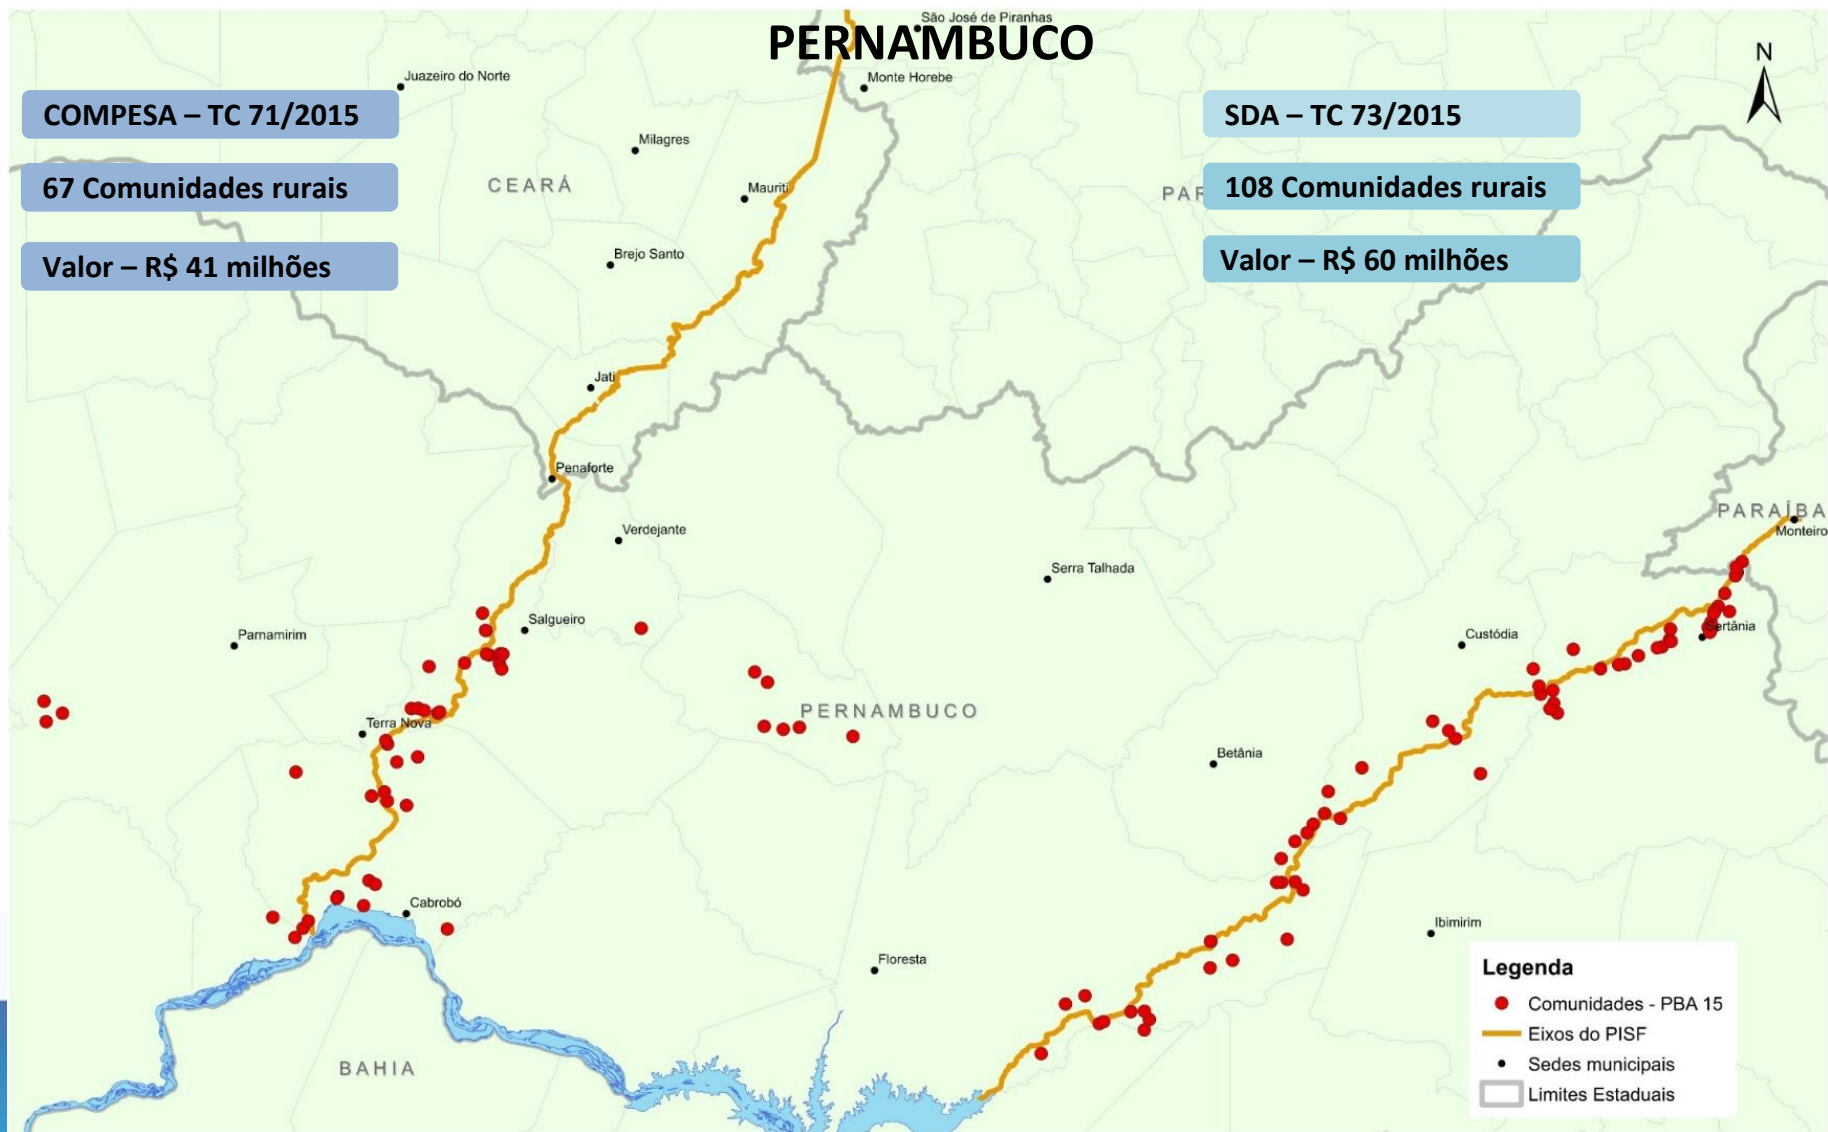 PERNAMBUCO
São José de Piranhas
Monte Horebe
N
Juazeiro do Norte
COMPESA – TC 71/2015
67 Comunidades rurais
Valor – R$ 41 milhões
SDA – TC 73/2015
108 Comunidades rurais
Valor – R$ 60 milhões
Milagres
CEARÁ
Mauriti
PAR
Brejo Santo
Jati
Penaforte
Verdejante
PARAÍBA
Monteiro
Serra Talhada
Salgueiro
Parnamirim
Custódia
Sertânia
PERNAMBUCO
Terra Nova
Betânia
Cabrobó
Ibimirim
Floresta
BAHIA
Legenda
Comunidades - PBA 15
Eixos do PISF
Sedes municipais
Limites Estaduais